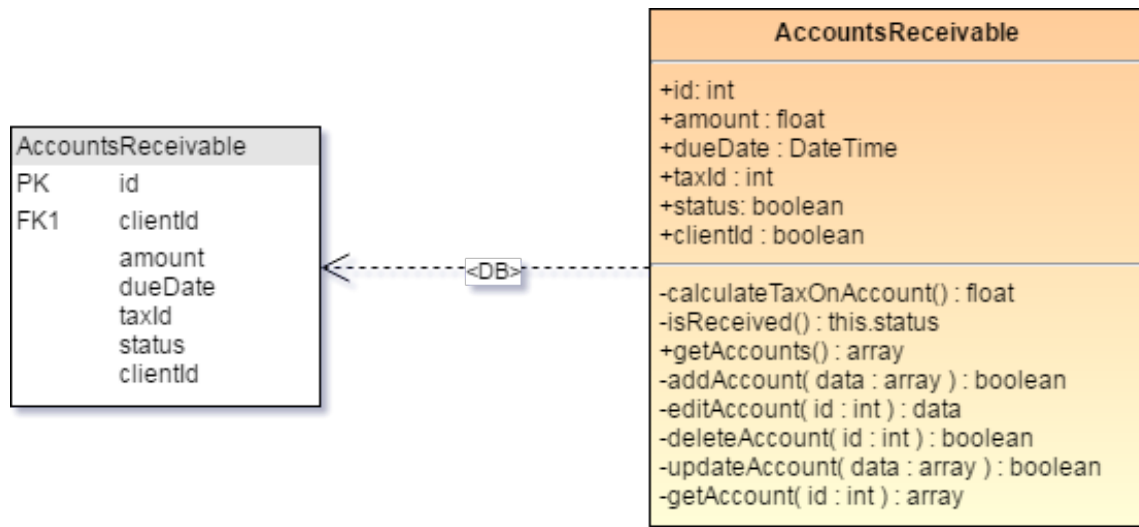 AccountsReceivable
PK id
FK1 clientId
amount
dueDate
taxId
status
clientId
<DB>
AccountsReceivable
+id: int
+amount : float
+dueDate : DateTime
+taxId : int
+status: boolean
+clientId : boolean
-calculateTaxOnAccount() : float
-isReceived() : this.status
+getAccounts() : array
-addAccount( data : array ) : boolean
-editAccount( id : int ) : data
-deleteAccount( id : int ) : boolean
-updateAccount( data : array ) : boolean
-getAccount( id : int ) : array